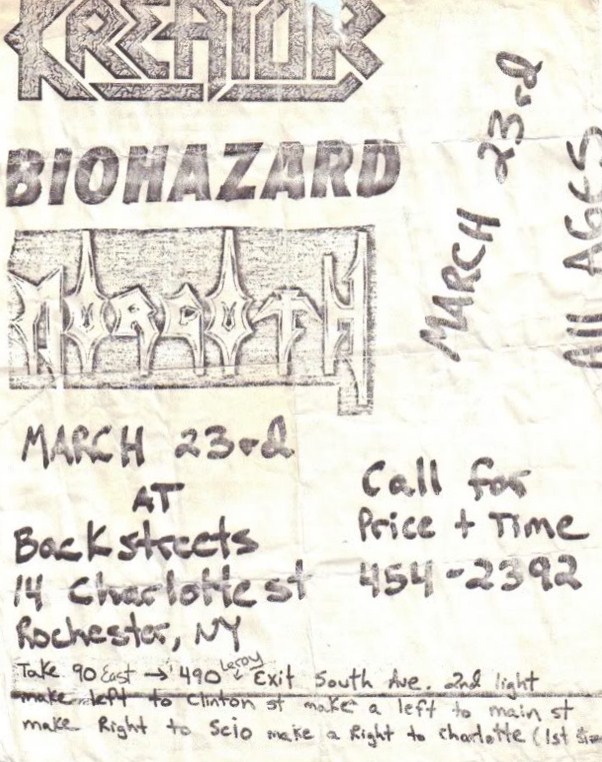 KREATOR
BIOHAZARD
MORGOTH
MARCH 23rd
All AGES
MARCH 23rd
AT
Backstreets
14 Charlotte st
Rochester, NY
Call for
Price + Time
454-2392
Take 90 East → 490 Leroy ↓ Exit South Ave. 2nd light
make left to Clinton st make a left to main st
make Right to Scio make a Right to charlotte (1st